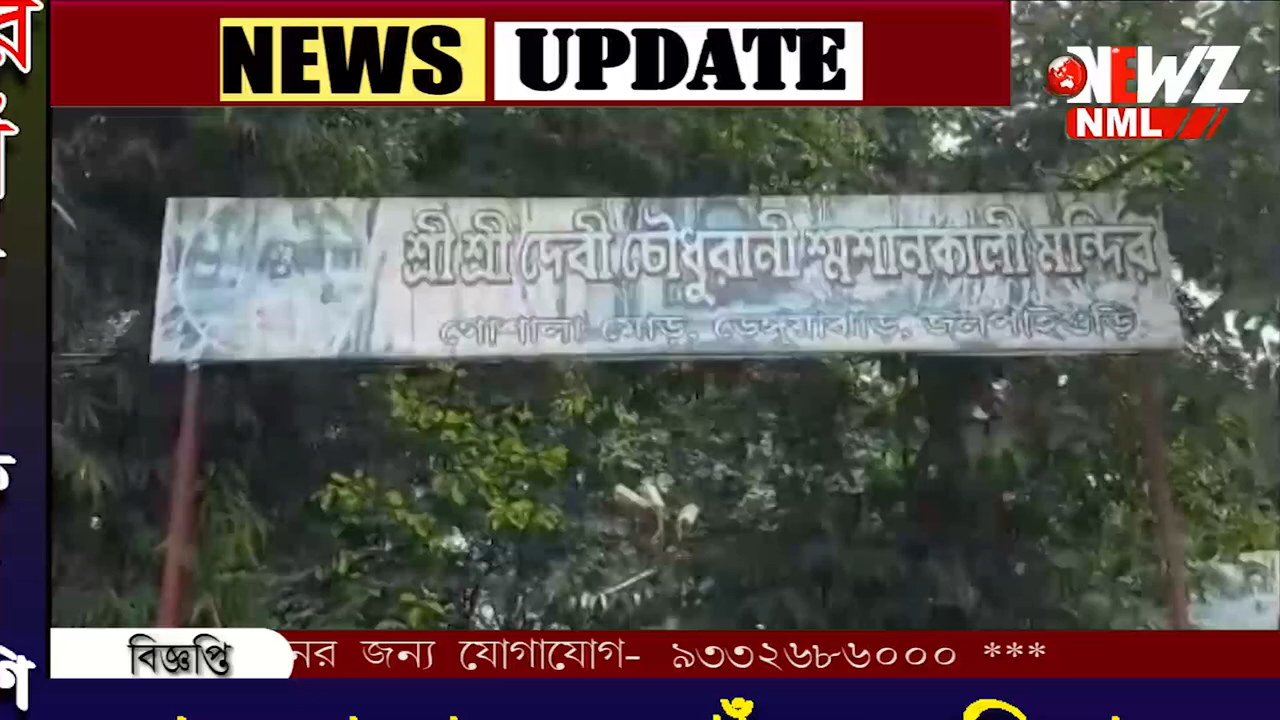 NEWS UPDATE
NEWZ
NML
শ্রী শ্রী দেবী চৌধুরানী শ্মশানকালী মন্দির
গোশালা মোড়, ডেঙ্গুয়াঝাড়, জলপাইগুড়ি
বিজ্ঞপ্তি
নের জন্য যোগাযোগ- ৯৩৩২৬৮৬০০০ ***